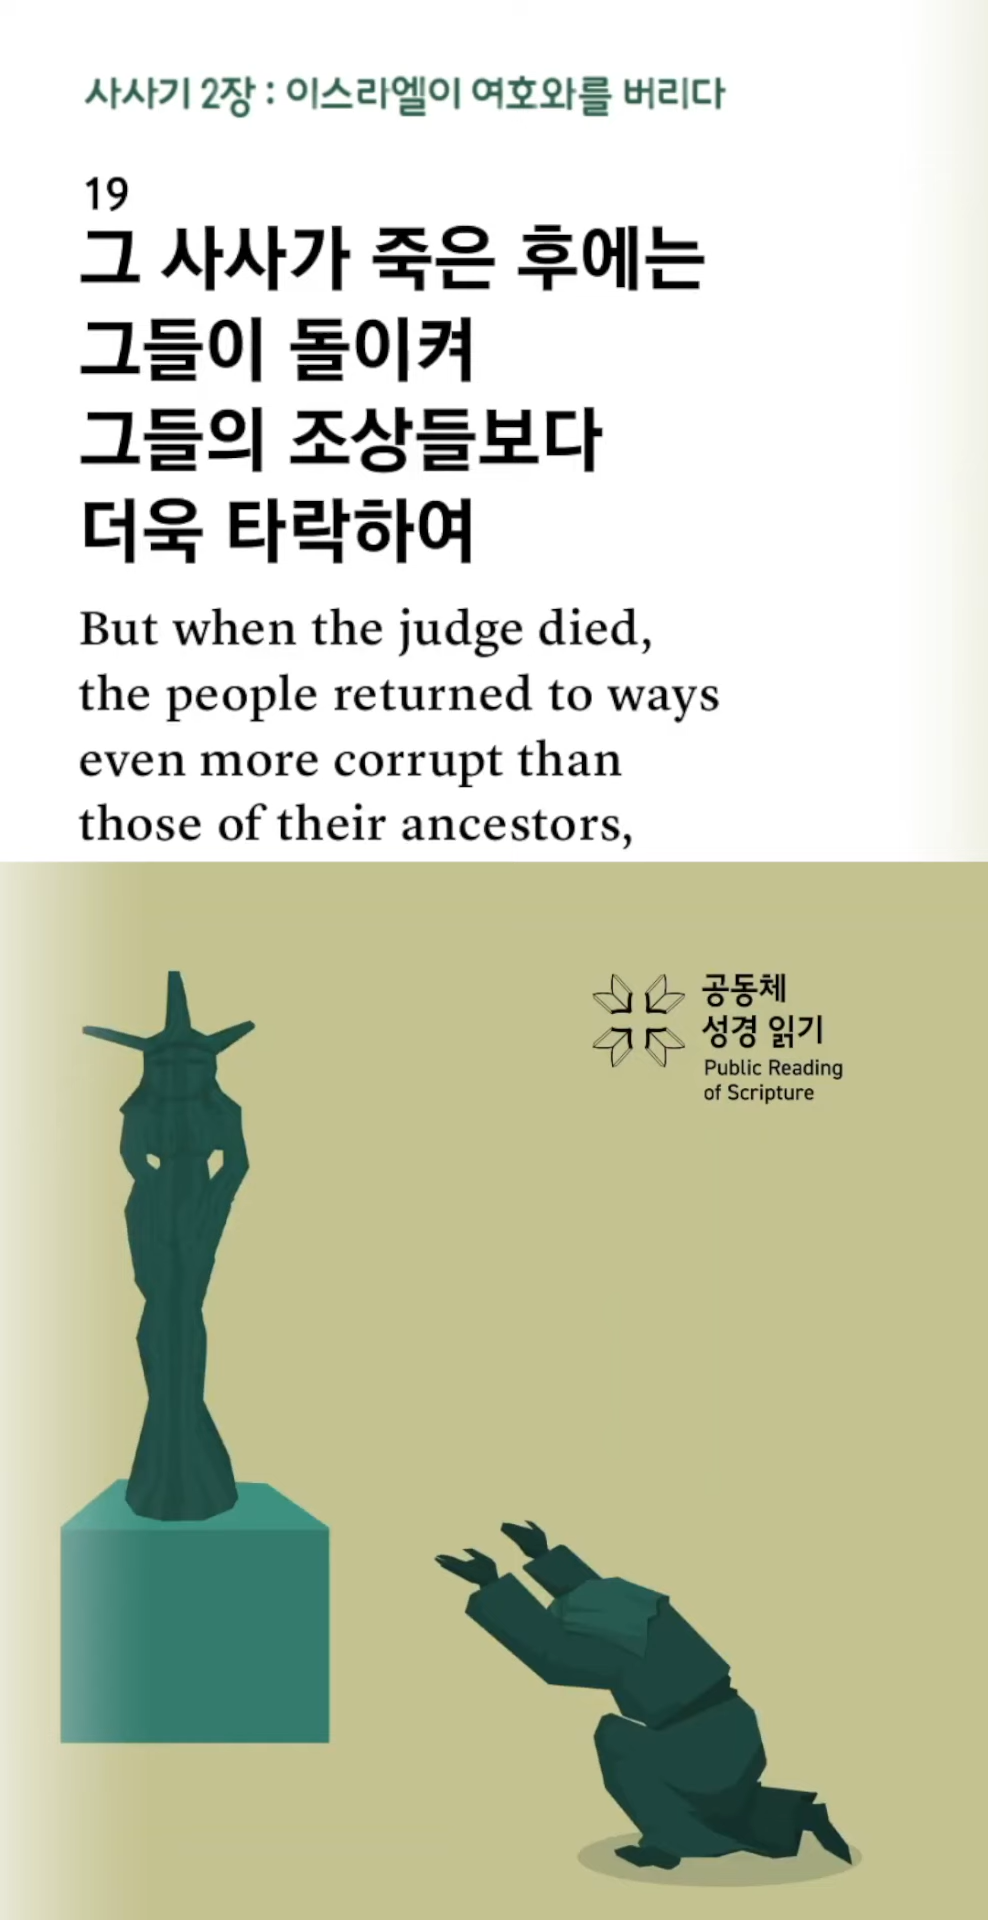 사사기 2장 : 이스라엘이 여호와를 버리다
19
그 사사가 죽은 후에는
그들이 돌이켜
그들의 조상들보다
더욱 타락하여
But when the judge died,
the people returned to ways
even more corrupt than
those of their ancestors,
공동체
성경 읽기
Public Reading
of Scripture